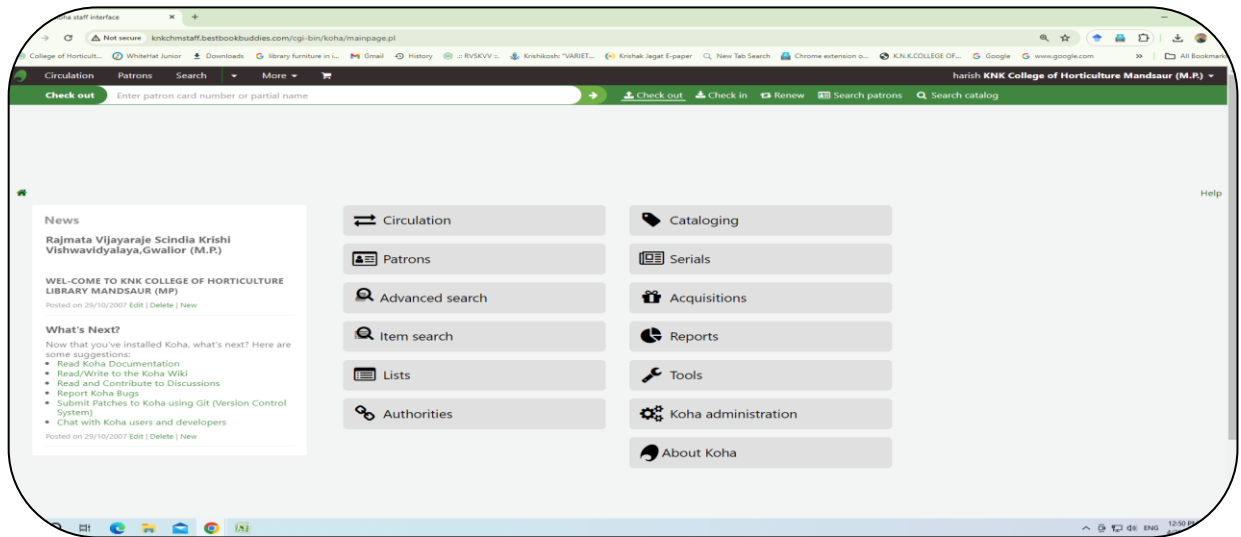 Koha staff interface
Not secure knkchmstaff.bestbookbuddies.com/cgi-bin/koha/mainpage.pl
College of Horticult... WhiteHat Junior Downloads library furniture in i... Gmail History :: RVSKVV ::. Krishikosh: "VARIET... Krishak Jagat E-paper New Tab Search Chrome extension o... K.N.K.COLLEGE OF... Google www.google.com » All Bookmark
Circulation Patrons Search More harish KNK College of Horticulture Mandsaur (M.P.)
Check out Enter patron card number or partial name Check out Check in Renew Search patrons Search catalog
Help
News
Rajmata Vijayaraje Scindia Krishi
Vishwavidyalaya,Gwalior (M.P.)
WEL-COME TO KNK COLLEGE OF HORTICULTURE
LIBRARY MANDSAUR (MP)
Posted on 29/10/2007 Edit | Delete | New
What's Next?
Now that you've installed Koha, what's next? Here are
some suggestions:
• Read Koha Documentation
• Read/Write to the Koha Wiki
• Read and Contribute to Discussions
• Report Koha Bugs
• Submit Patches to Koha using Git (Version Control
System)
• Chat with Koha users and developers
Posted on 29/10/2007 Edit | Delete | New
Circulation
Patrons
Advanced search
Item search
Lists
Authorities
Cataloging
Serials
Acquisitions
Reports
Tools
Koha administration
About Koha
ENG 12:50